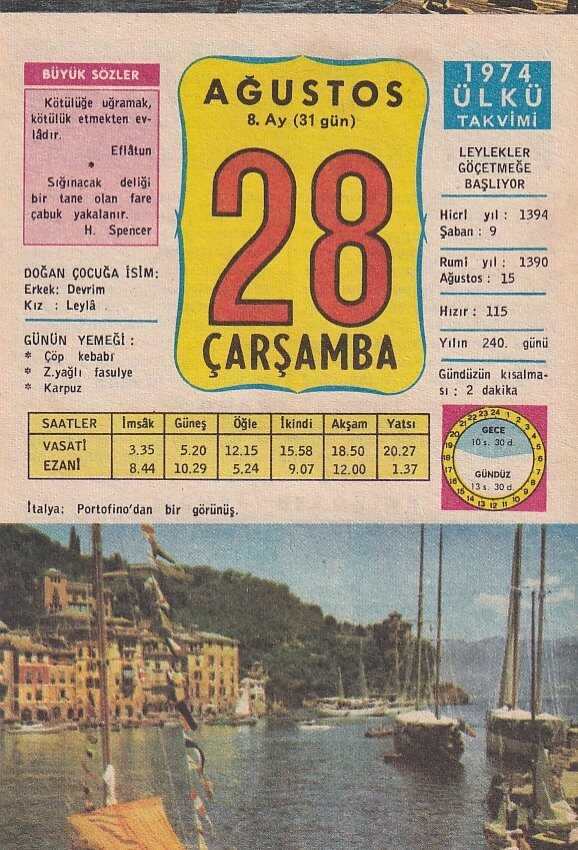 BÜYÜK SÖZLER
Kötülüğe uğramak,
kötülük etmekten ev-
lâdır.
Eflâtun
*
Sığınacak deliği
bir tane olan fare
çabuk yakalanır.
H. Spencer
DOĞAN ÇOCUĞA İSİM:
Erkek: Devrim
Kız : Leylâ
GÜNÜN YEMEĞİ :
* Çöp kebabı
* Z.yağlı fasulye
* Karpuz
AĞUSTOS
8. Ay (31 gün)
28
ÇARŞAMBA
1974
ÜLKÜ
TAKVİMİ
LEYLEKLER
GÖÇETMEĞE
BAŞLIYOR
Hicrî yıl : 1394
Şaban : 9
Rumî yıl : 1390
Ağustos : 15
Hızır : 115
Yılın 240. günü
Gündüzün kısalma-
sı : 2 dakika
SAATLER İmsâk Güneş Öğle İkindi Akşam Yatsı
VASATÎ 3.35 5.20 12.15 15.58 18.50 20.27
EZANİ 8.44 10.29 5.24 9.07 12.00 1.37
GECE
10 s. 30 d.
GÜNDÜZ
13 s. 30 d.
İtalya: Portofino'dan bir görünüş.